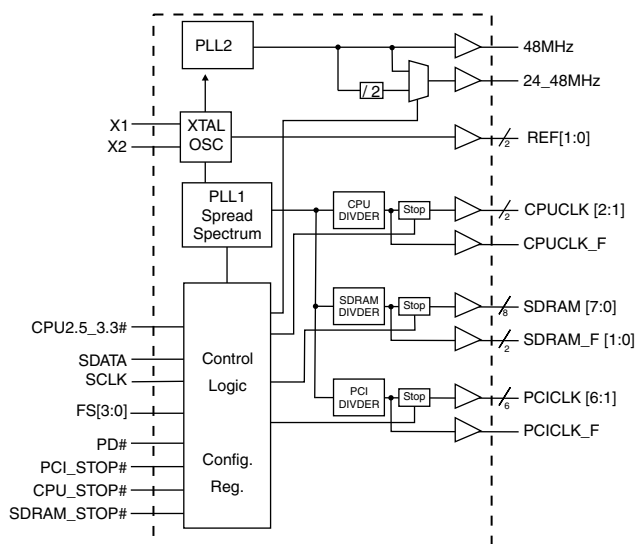 PLL2
48MHz
/ 2
24_48MHz
X1
X2
XTAL
OSC
2
REF[1:0]
PLL1
Spread
Spectrum
CPU
DIVDER
Stop
2
CPUCLK [2:1]
CPUCLK_F
SDRAM
DIVDER
Stop
8
SDRAM [7:0]
2
SDRAM_F [1:0]
PCI
DIVDER
Stop
6
PCICLK [6:1]
PCICLK_F
CPU2.5_3.3#
SDATA
SCLK
FS[3:0]
PD#
PCI_STOP#
CPU_STOP#
SDRAM_STOP#
Control
Logic
Config.
Reg.